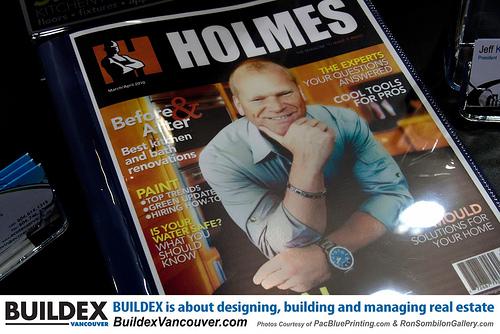 HOLMES
March/April 2010
THE EXPERTS
YOUR QUESTIONS
ANSWERED
COOL TOOLS
FOR PROS
Before &
After
Best kitchen
and bath
renovations
PAINT
TOP TRENDS
GREEN UPDATE
HIRING HOW-TO
IS YOUR
WATER SAFE?
WHAT YOU
SHOULD
KNOW
SOLUTIONS FOR
YOUR HOME
Jeff
President
BUILDEX
VANCOUVER
BUILDEX is about designing, building and managing real estate
BuildexVancouver.com
Photos Courtesy of PacBluePrinting.com & RonSombilonGallery.com